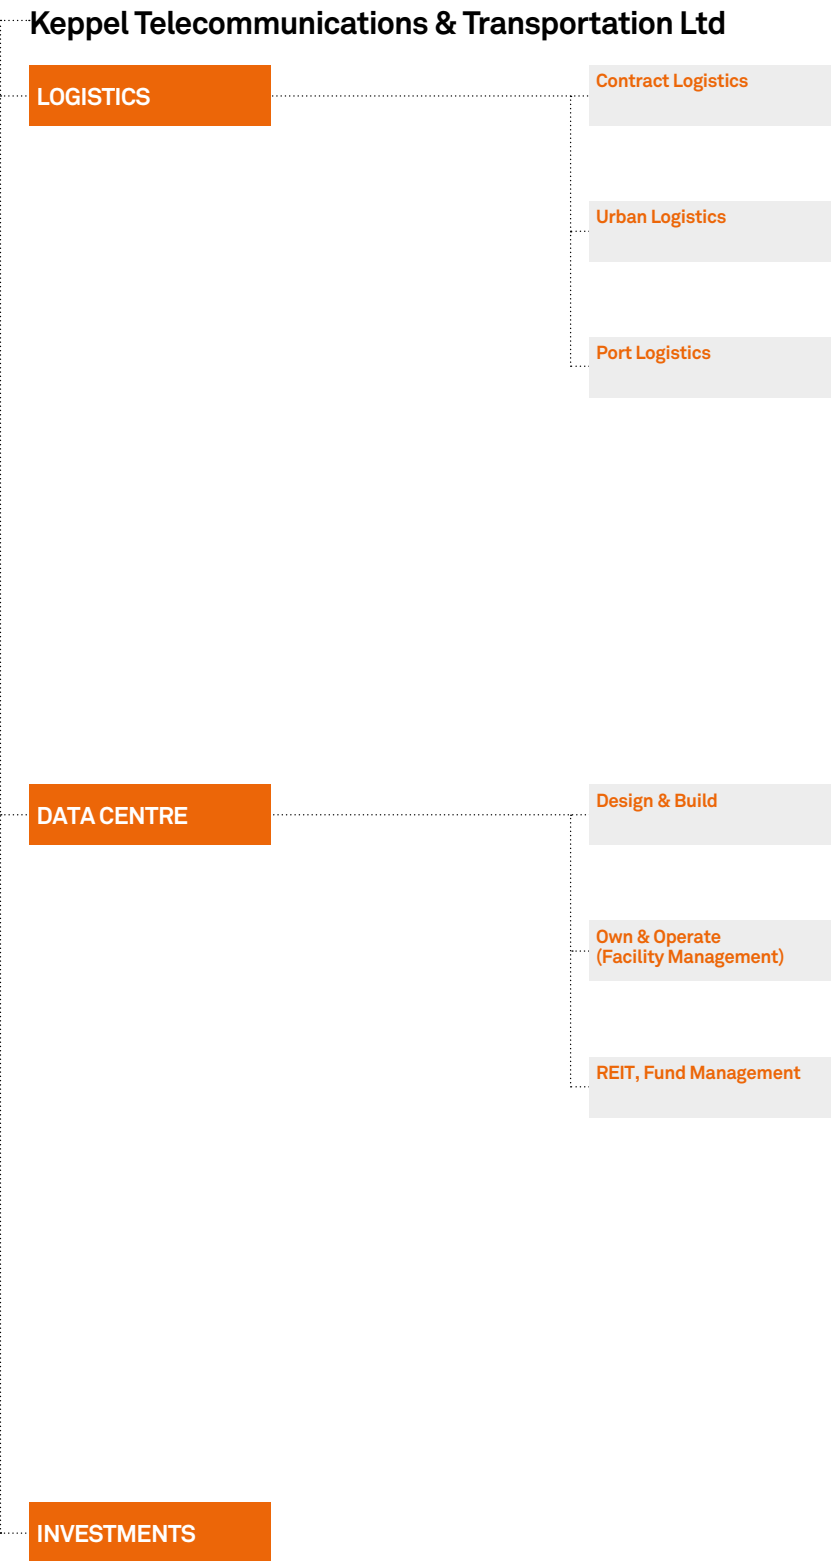 Keppel Telecommunications & Transportation Ltd
LOGISTICS
Contract Logistics
Urban Logistics
Port Logistics
DATA CENTRE
Design & Build
Own & Operate
(Facility Management)
REIT, Fund Management
INVESTMENTS